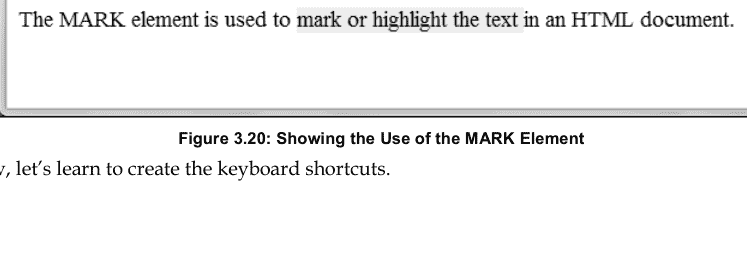 The MARK element is used to mark or highlight the text in an HTML document.
Figure 3.20: Showing the Use of the MARK Element
, let's learn to create the keyboard shortcuts.